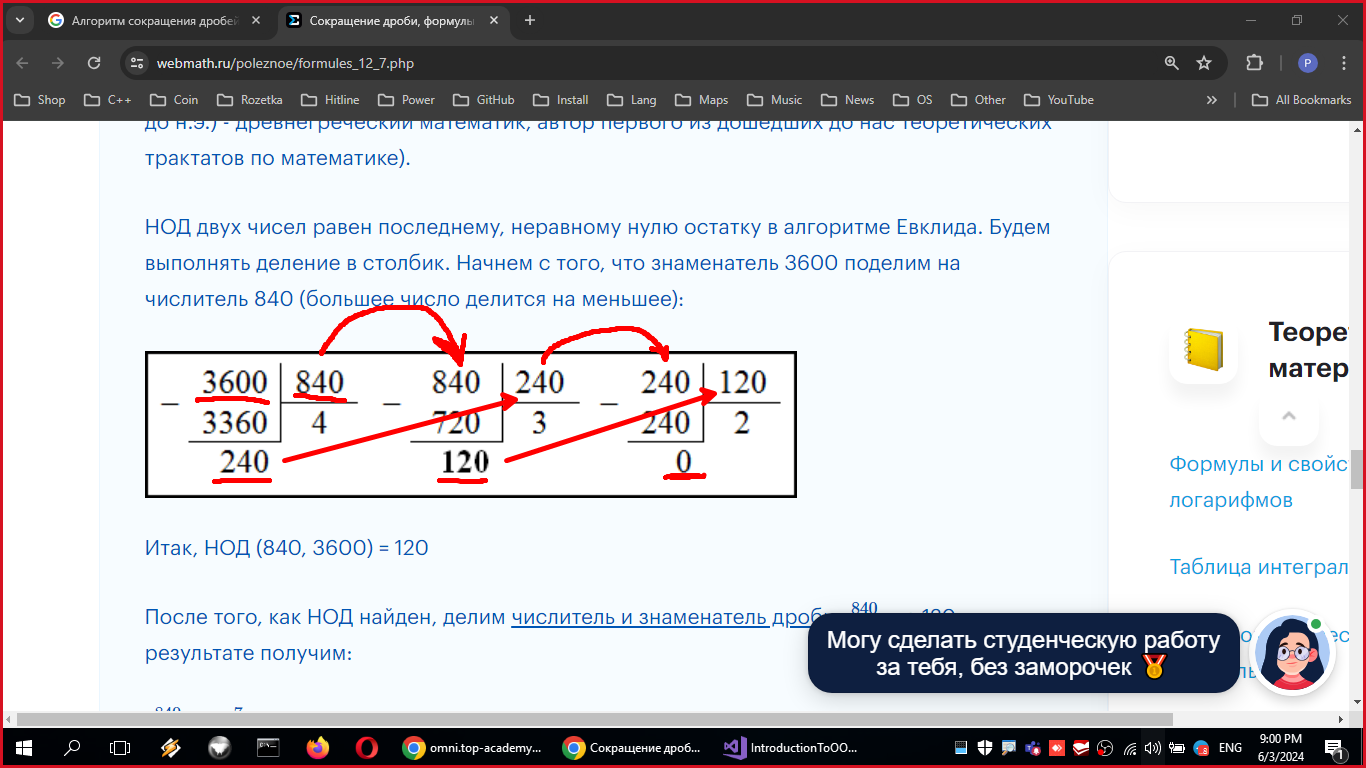 Алгоритм сокращения дробей
Сокращение дроби, формулы
webmath.ru/poleznoe/formules_12_7.php
P
Shop C++ Coin Rozetka Hitline Power GitHub Install Lang Maps Music News OS Other YouTube » All Bookmarks
до н.э.) - древнегреческий математик, автор первого из дошедших до нас теоретических
трактатов по математике).
НОД двух чисел равен последнему, неравному нулю остатку в алгоритме Евклида. Будем
выполнять деление в столбик. Начнем с того, что знаменатель 3600 поделим на
числитель 840 (большее число делится на меньшее):
3600 840 840 240 240 120
– – –
3360 4 720 3 240 2
240 120 0
Итак, НОД (840, 3600) = 120
После того, как НОД найден, делим числитель и знаменатель дроби 840
результате получим:
Теорет
матер
Формулы и свойс
логарифмов
Таблица интеграл
Могу сделать студенческую работу
за тебя, без заморочек
omni.top-academy... Сокращение дроб... IntroductionToOO... ENG 9:00 PM
6/3/2024
1